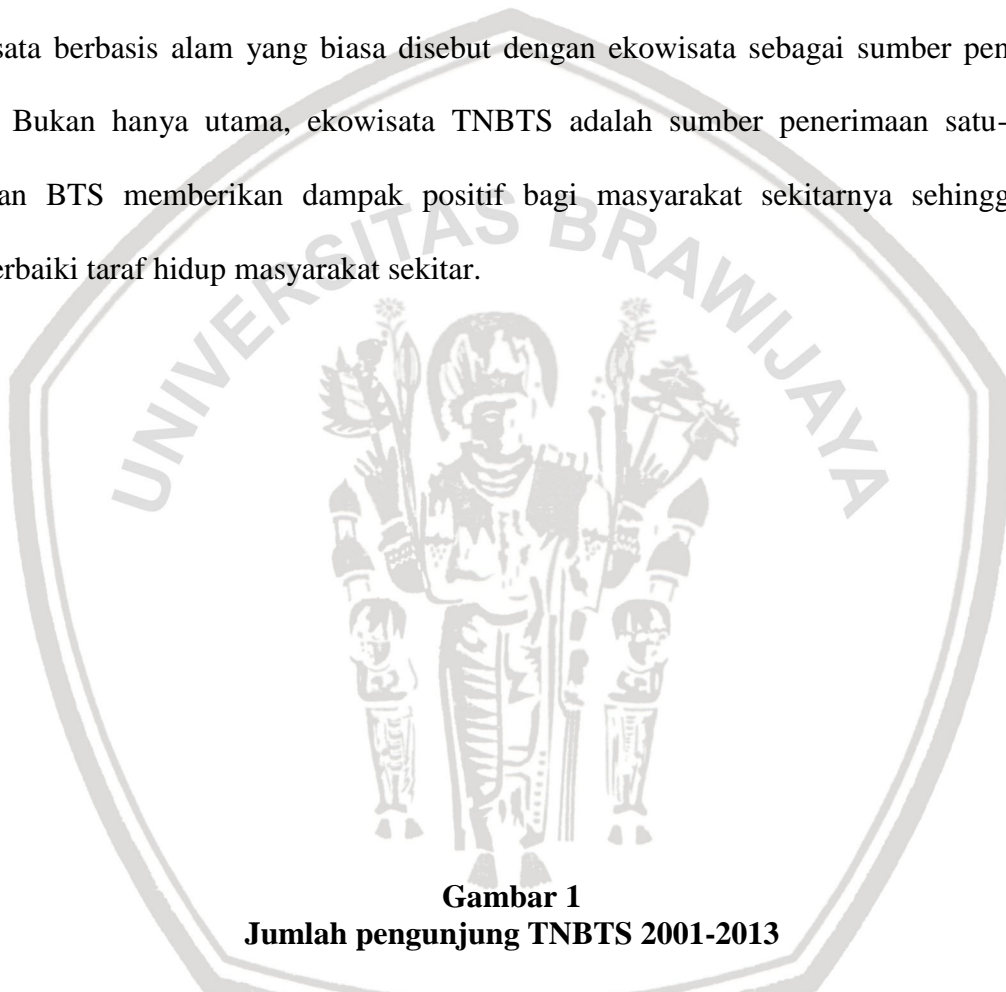 sata berbasis alam yang biasa disebut dengan ekowisata sebagai sumber pen
Bukan hanya utama, ekowisata TNBTS adalah sumber penerimaan satu-
an BTS memberikan dampak positif bagi masyarakat sekitarnya sehingg
erbaiki taraf hidup masyarakat sekitar.
UNIVERSITAS BRAWIJAYA
Gambar 1
Jumlah pengunjung TNBTS 2001-2013